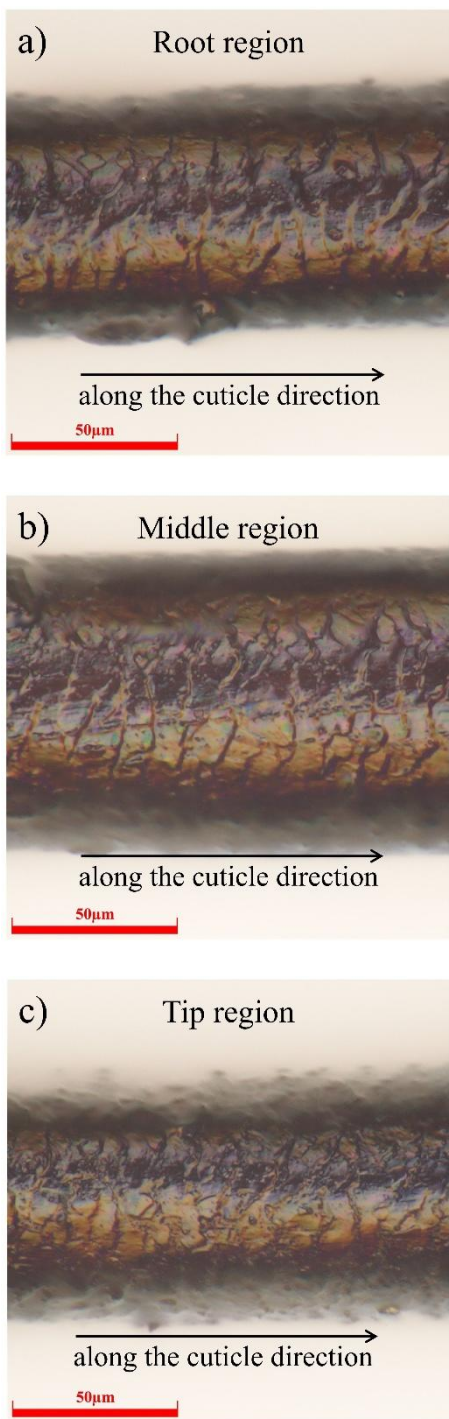 a)
Root region
along the cuticle direction
50µm
b)
Middle region
along the cuticle direction
50µm
c)
Tip region
along the cuticle direction
50µm